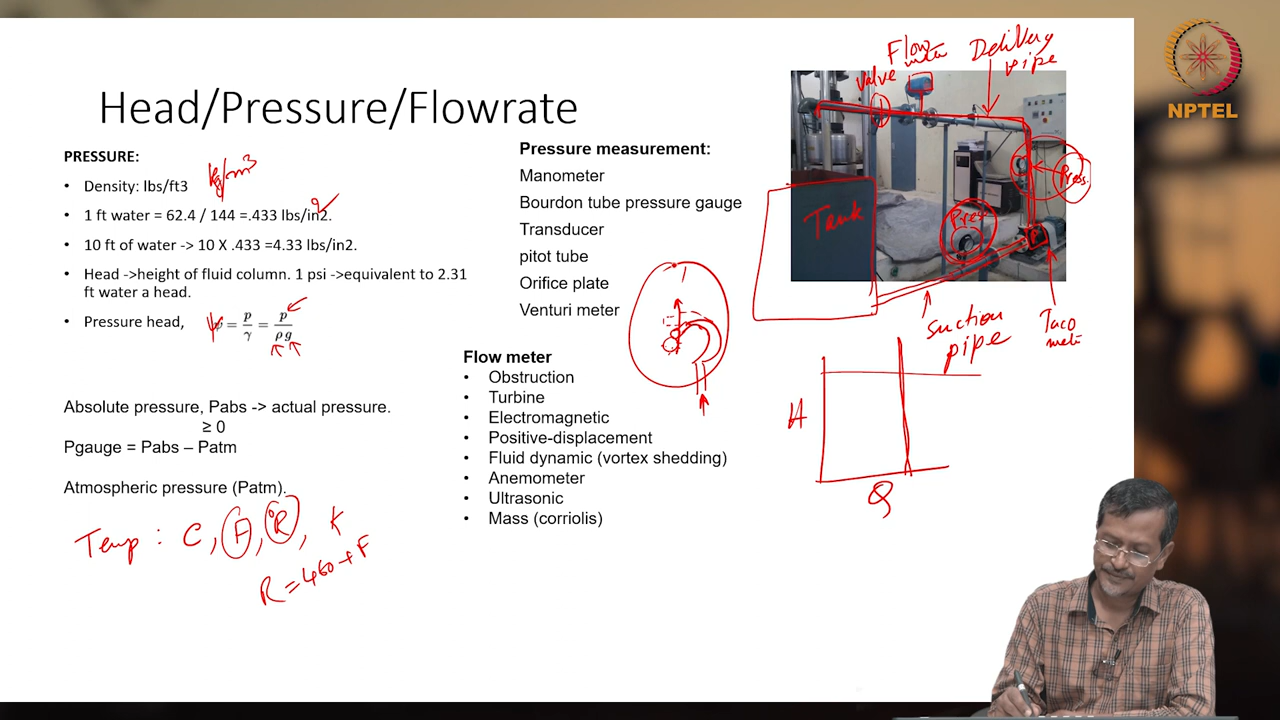 Head/Pressure/Flowrate
PRESSURE:
• Density: lbs/ft3 kg/m³
• 1 ft water = 62.4 / 144 =.433 lbs/in2.
• 10 ft of water -> 10 X .433 =4.33 lbs/in2.
• Head ->height of fluid column. 1 psi ->equivalent to 2.31
ft water a head.
• Pressure head, ψ = p/γ = p/ρ g
Absolute pressure, Pabs -> actual pressure.
≥ 0
Pgauge = Pabs – Patm
Atmospheric pressure (Patm).
Temp : C, F, °R, K
R = 460 + F
Pressure measurement:
Manometer
Bourdon tube pressure gauge
Transducer
pitot tube
Orifice plate
Venturi meter
Flow meter
• Obstruction
• Turbine
• Electromagnetic
• Positive-displacement
• Fluid dynamic (vortex shedding)
• Anemometer
• Ultrasonic
• Mass (corriolis)
Valve
Flow
meter
Delivery
pipe
Press.
Press
Tank
P
Suction
pipe
Taco
mete
H
Q
NPTEL